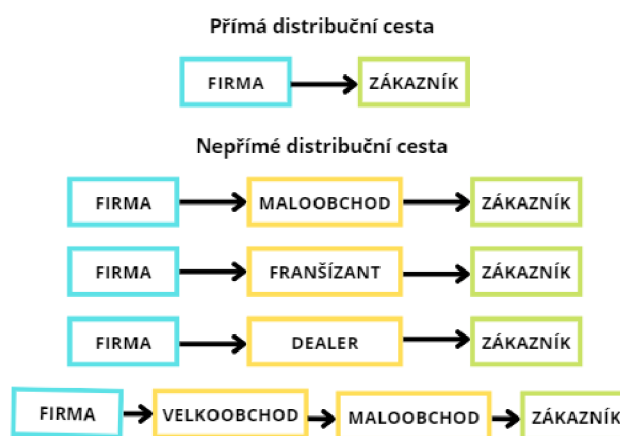 Přímá distribuční cesta
FIRMA ZÁKAZNÍK
Nepřímé distribuční cesta
FIRMA MALOOBCHOD ZÁKAZNÍK
FIRMA FRANŠÍZANT ZÁKAZNÍK
FIRMA DEALER ZÁKAZNÍK
FIRMA VELKOOBCHOD MALOOBCHOD ZÁKAZNÍK